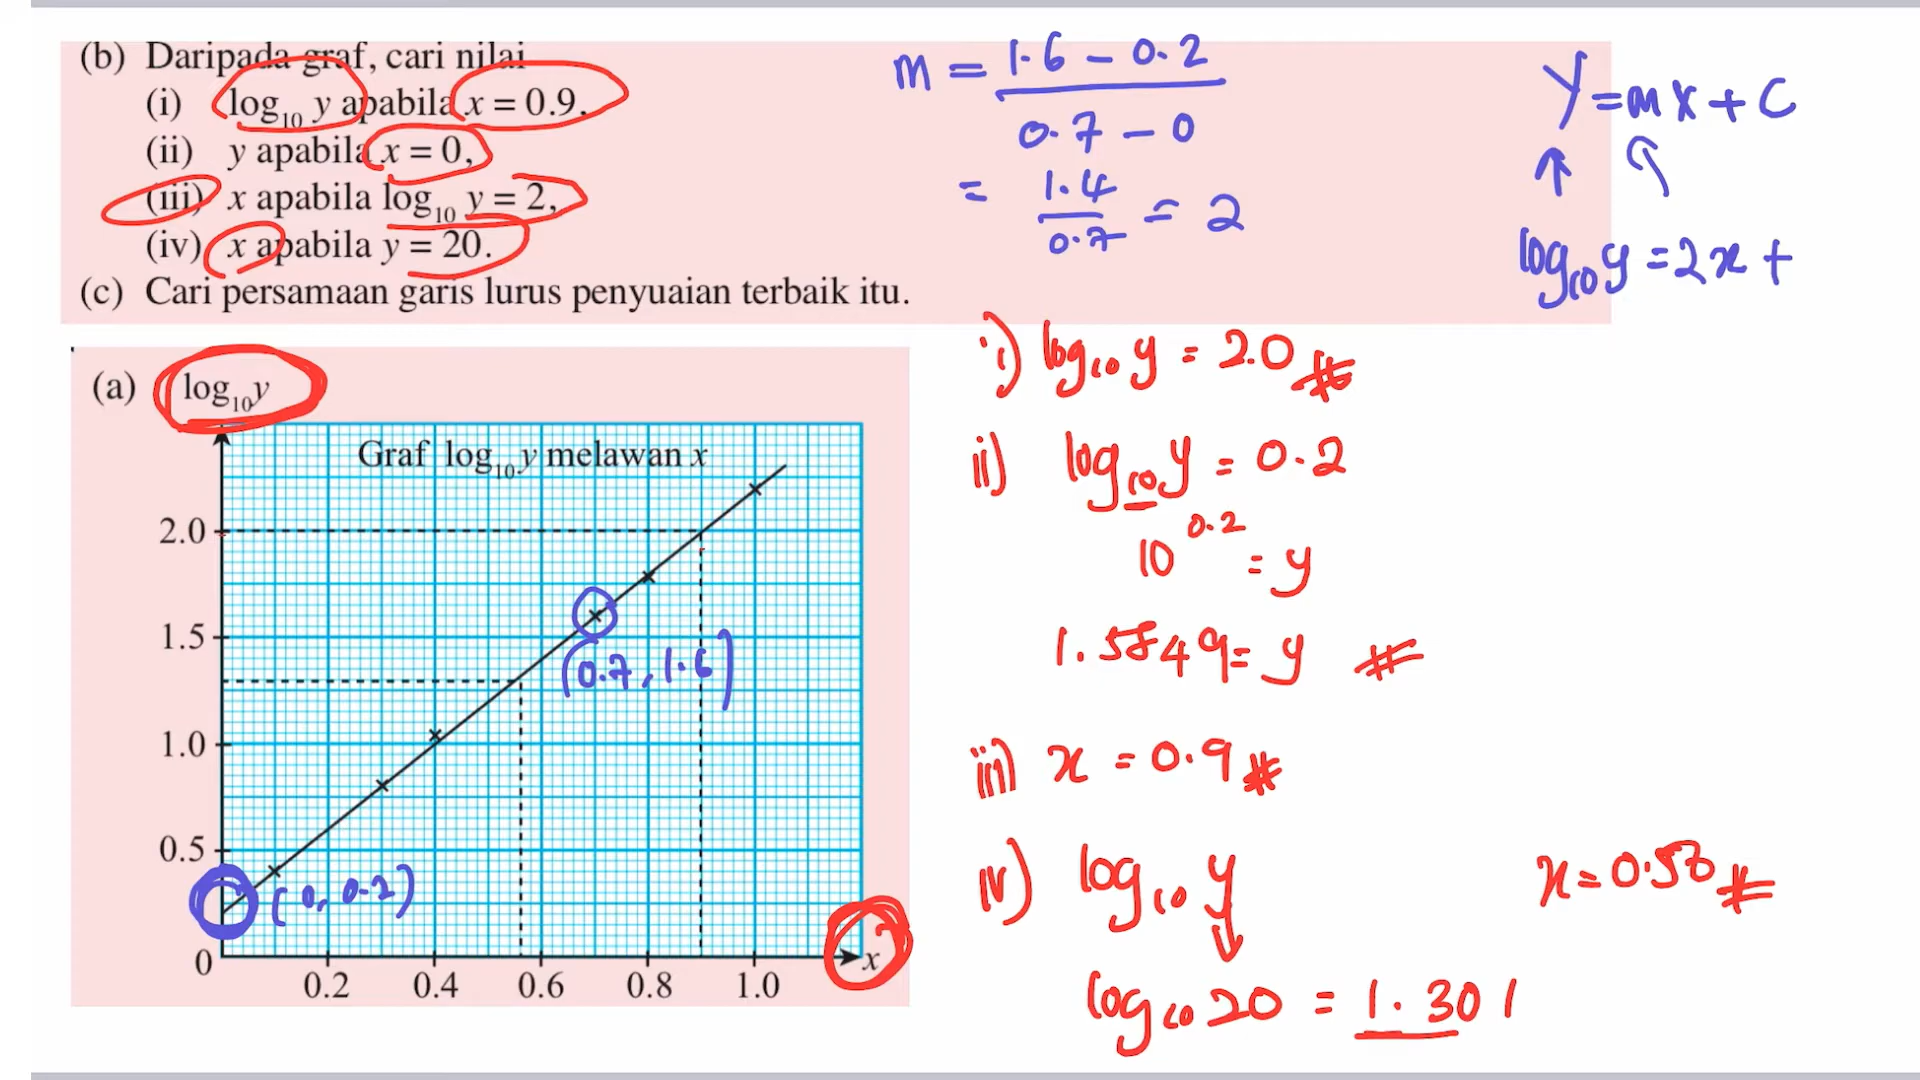 (b) Daripada graf, cari nilai
(i) log₁₀ y apabila x = 0.9.
(ii) y apabila x = 0,
(iii) x apabila log₁₀ y = 2,
(iv) x apabila y = 20.
(c) Cari persamaan garis lurus penyuaian terbaik itu.
m = 1.6 - 0.2
0.7 - 0
= 1.4 / 0.7 = 2
Y = mX + C
log₁₀ y = 2x +
(a) log₁₀ y
Graf log₁₀ y melawan x
2.0
1.5
1.0
0.5
0
0.2 0.4 0.6 0.8 1.0
x
(0.7, 1.6)
(0, 0.2)
i) log₁₀ y = 2.0
ii) log₁₀ y = 0.2
10^0.2 = y
1.5849 = y
iii) x = 0.9
iv) log₁₀ y
log₁₀ 20 = 1.301